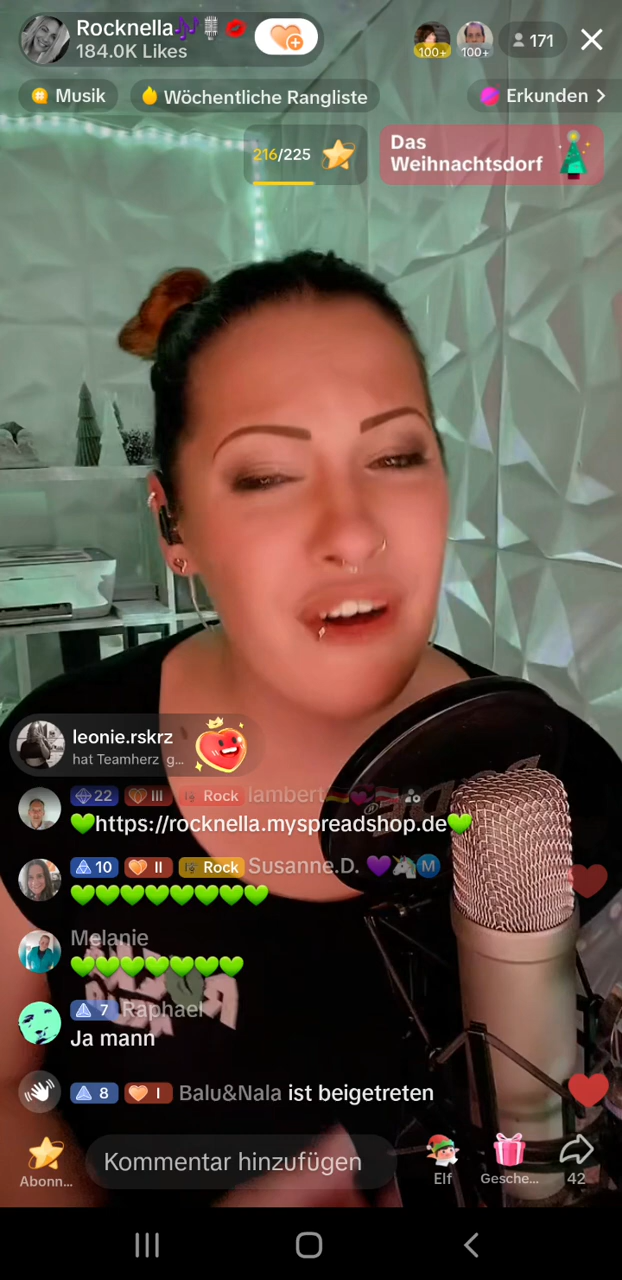 Rocknella🎶🎙️💋
184.0K Likes
100+
100+
171
Musik
Wöchentliche Rangliste
Erkunden
216/225
Das
Weihnachtsdorf
leonie.rskrz
hat Teamherz g...
22 III Rock lambert
💚https://rocknella.myspreadshop.de💚
10 II Rock Susanne.D. 💜🦄Ⓜ️
💚💚💚💚💚💚💚💚
Melanie
💚💚💚💚💚💚💚
7 Raphael
Ja mann
8 I Balu&Nala ist beigetreten
Kommentar hinzufügen
Abonn...
Elf
Gesche...
42